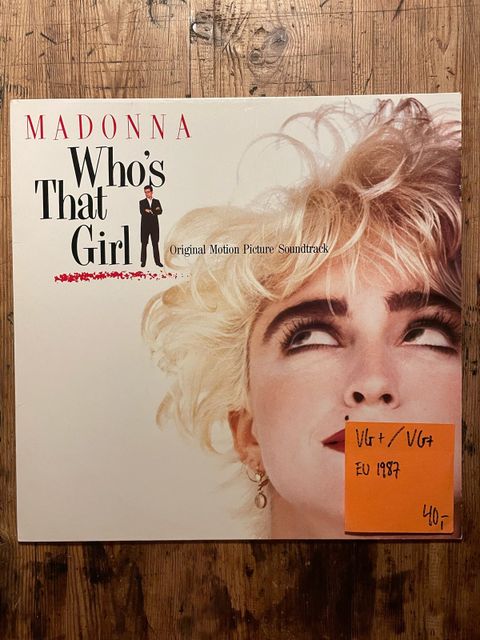 MADONNA
Who's
That
Girl
Original Motion Picture Soundtrack
VG+/VG+
EU 1987
40,-